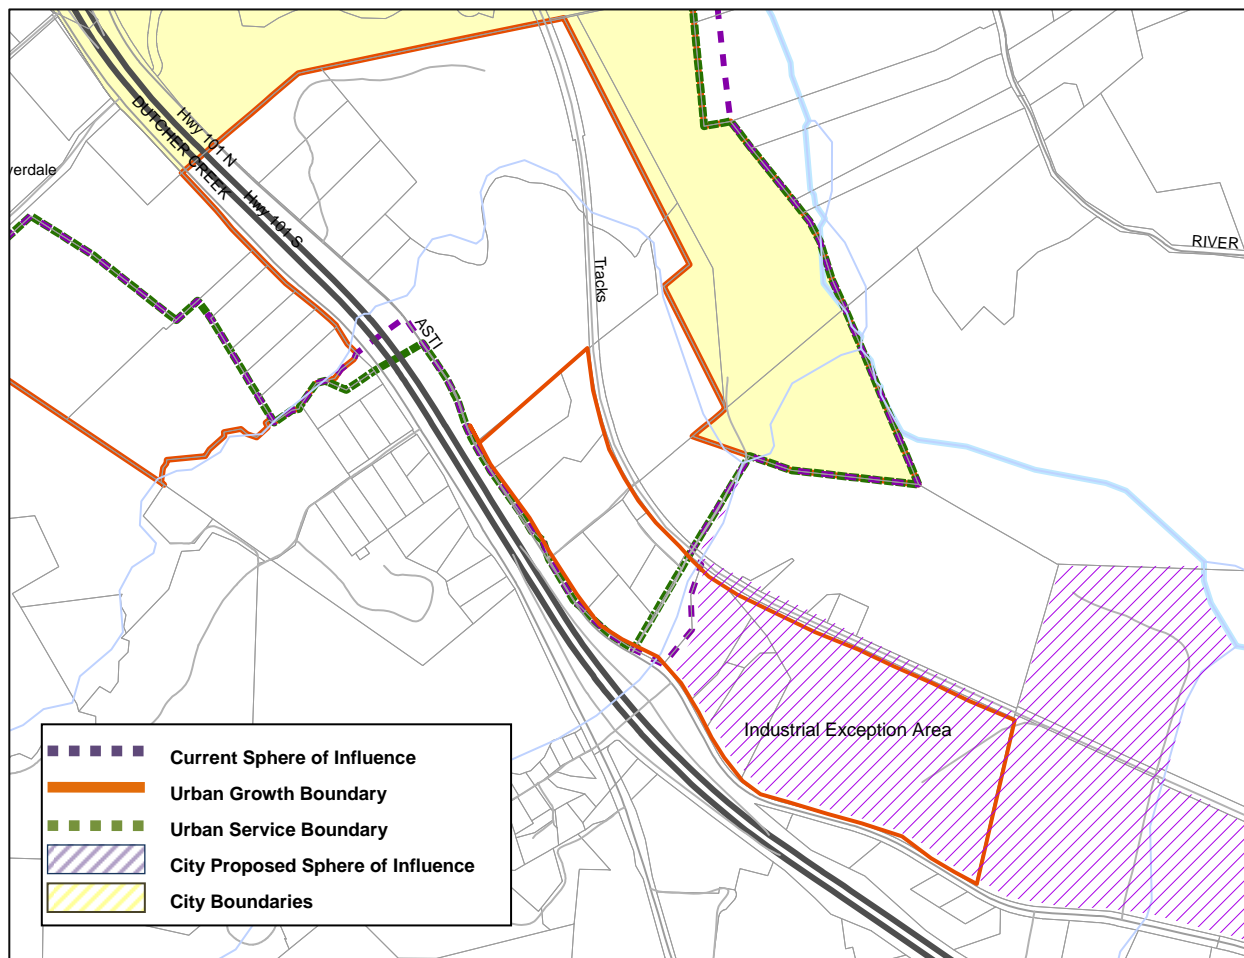 Hwy 101 N
DUTCHER CREEK
verdale
Hwy 101 S
RIVER
Tracks
ASTI
Industrial Exception Area
Current Sphere of Influence
Urban Growth Boundary
Urban Service Boundary
City Proposed Sphere of Influence
City Boundaries